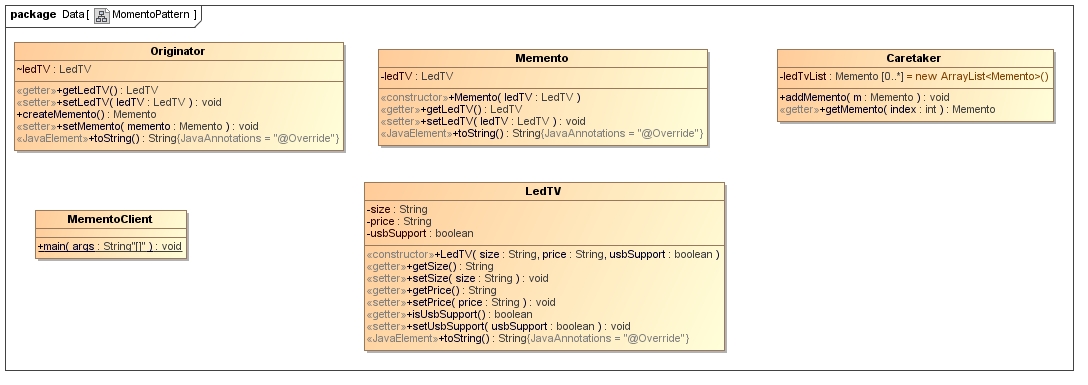 package Data [ MomentoPattern ]
Originator
~ledTV : LedTV
«getter»+getLedTV() : LedTV
«setter»+setLedTV( ledTV : LedTV ) : void
+createMemento() : Memento
«setter»+setMemento( memento : Memento ) : void
«JavaElement»+toString() : String{JavaAnnotations = "@Override"}
Memento
-ledTV : LedTV
«constructor»+Memento( ledTV : LedTV )
«getter»+getLedTV() : LedTV
«setter»+setLedTV( ledTV : LedTV ) : void
«JavaElement»+toString() : String{JavaAnnotations = "@Override"}
Caretaker
-ledTvList : Memento [0..*] = new ArrayList<Memento>()
+addMemento( m : Memento ) : void
«getter»+getMemento( index : int ) : Memento
MementoClient
+main( args : String"[]" ) : void
LedTV
-size : String
-price : String
-usbSupport : boolean
«constructor»+LedTV( size : String, price : String, usbSupport : boolean )
«getter»+getSize() : String
«setter»+setSize( size : String ) : void
«getter»+getPrice() : String
«setter»+setPrice( price : String ) : void
«getter»+isUsbSupport() : boolean
«setter»+setUsbSupport( usbSupport : boolean ) : void
«JavaElement»+toString() : String{JavaAnnotations = "@Override"}